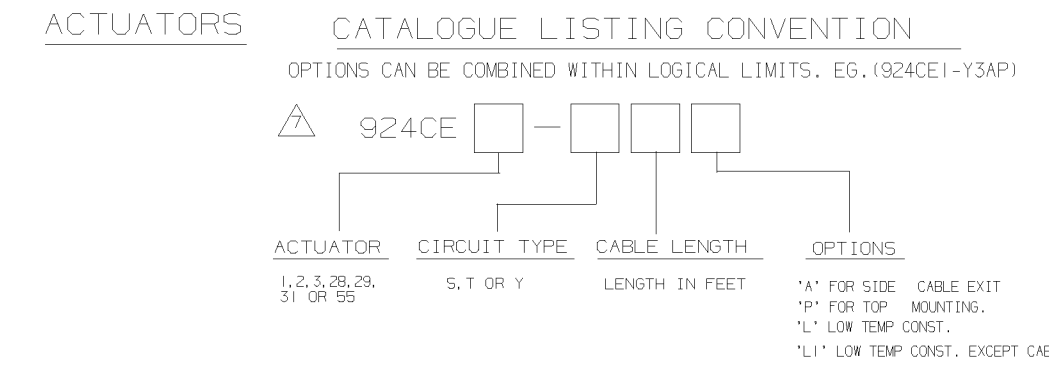 ACTUATORS
CATALOGUE LISTING CONVENTION
OPTIONS CAN BE COMBINED WITHIN LOGICAL LIMITS. EG.(924CE1-Y3AP)
7
924CE -
ACTUATOR
1,2,3,28,29,
31 OR 55
CIRCUIT TYPE
S,T OR Y
CABLE LENGTH
LENGTH IN FEET
OPTIONS
'A' FOR SIDE CABLE EXIT
'P' FOR TOP MOUNTING.
'L' LOW TEMP CONST.
'L1' LOW TEMP CONST. EXCEPT